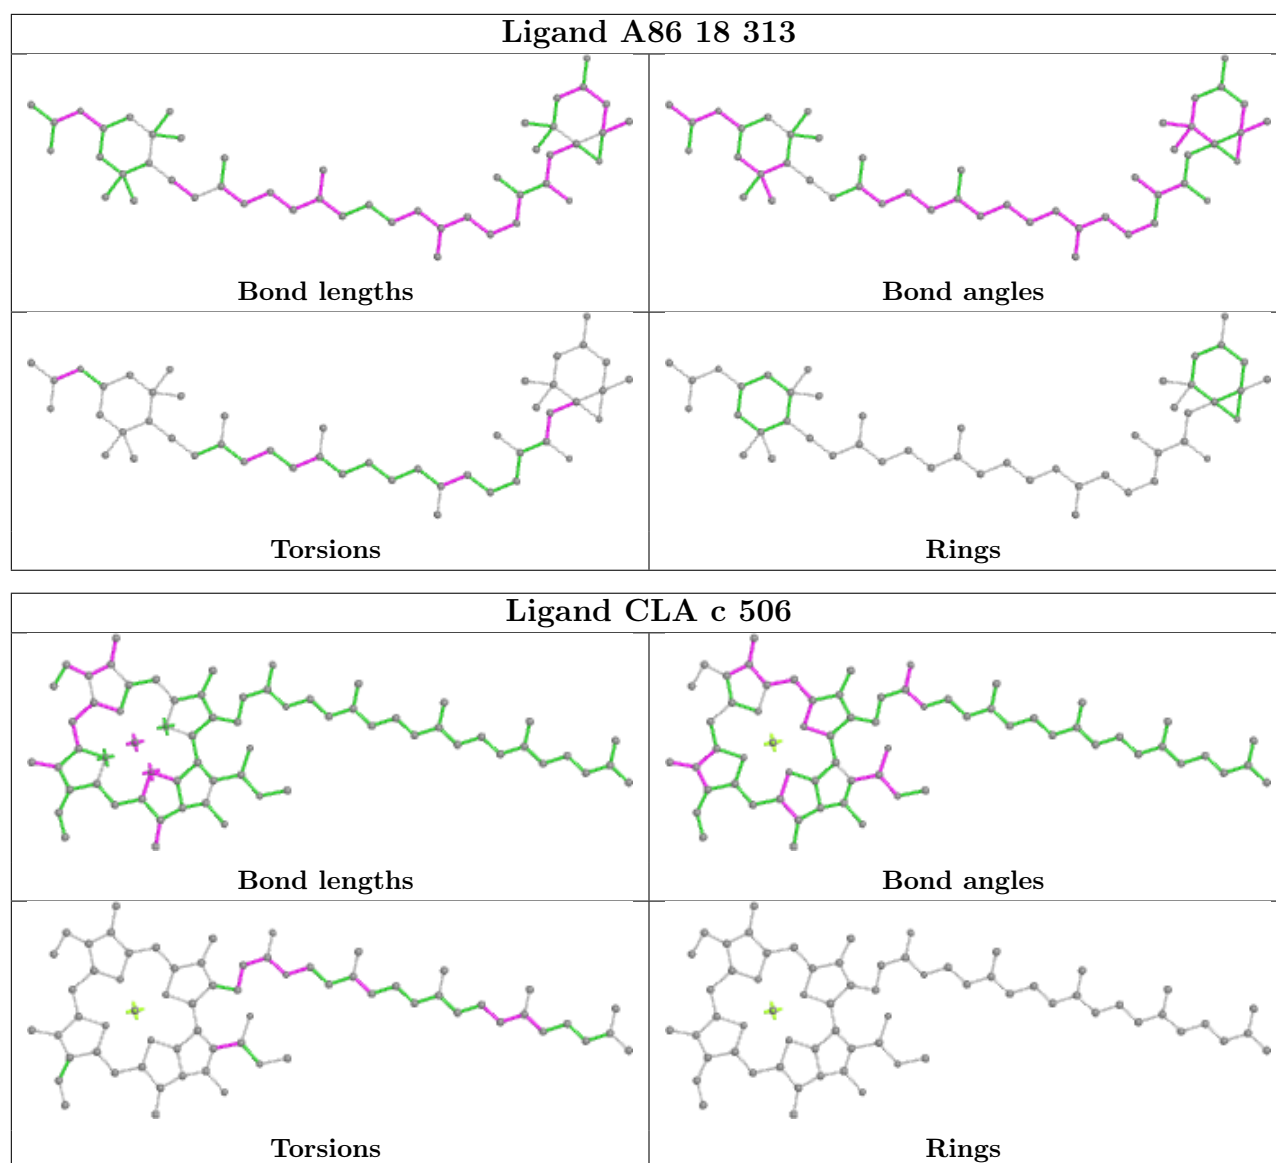 Ligand A86 18 313
Bond lengths
Bond angles
Torsions
Rings
Ligand CLA c 506
Bond lengths
Bond angles
Torsions
Rings